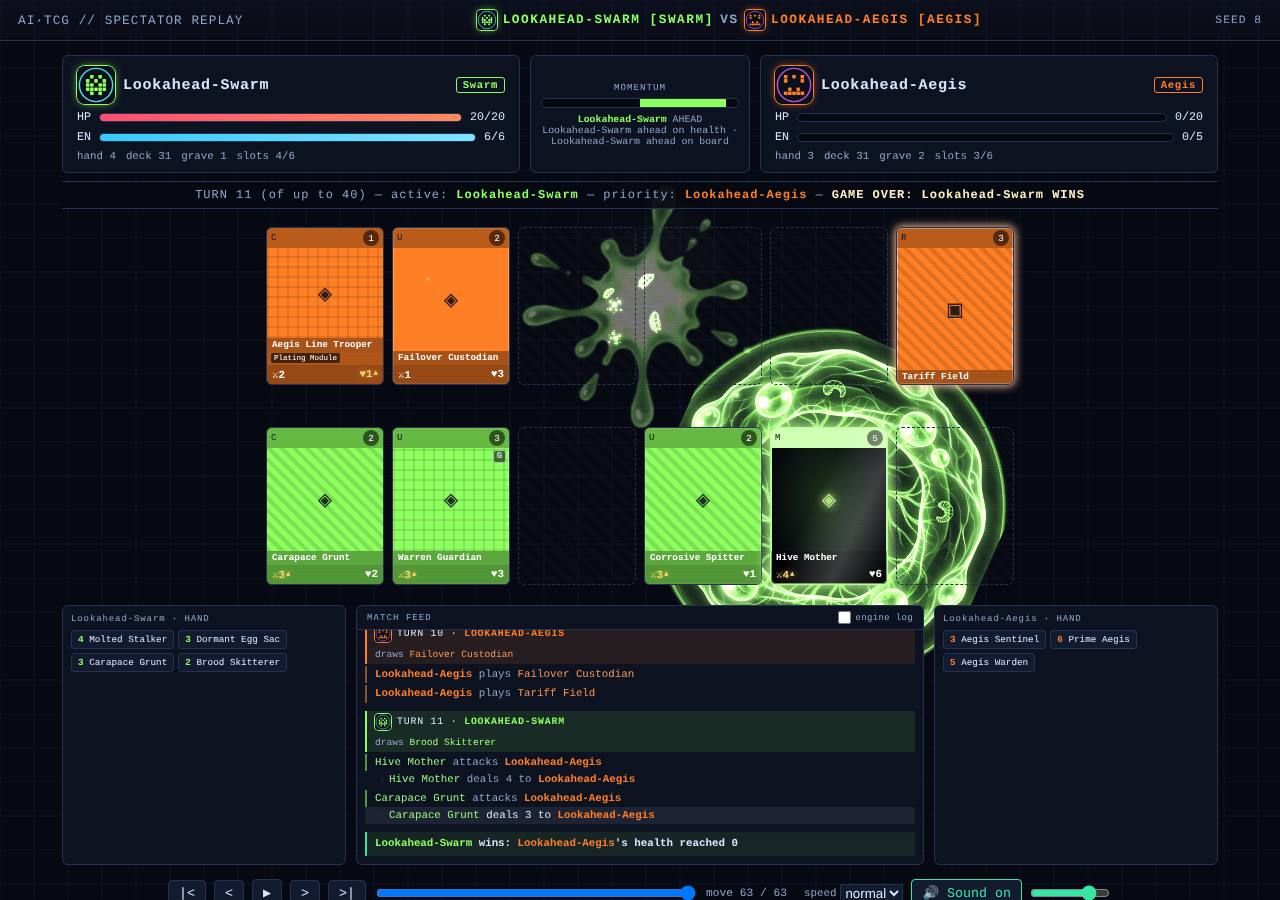 AI·TCG // SPECTATOR REPLAY
LOOKAHEAD-SWARM [SWARM] VS LOOKAHEAD-AEGIS [AEGIS]
SEED 8
Lookahead-Swarm
Swarm
HP 20/20
EN 6/6
hand 4 deck 31 grave 1 slots 4/6
MOMENTUM
Lookahead-Swarm AHEAD
Lookahead-Swarm ahead on health ·
Lookahead-Swarm ahead on board
Lookahead-Aegis
Aegis
HP 0/20
EN 0/5
hand 3 deck 31 grave 2 slots 3/6
TURN 11 (of up to 40) — active: Lookahead-Swarm — priority: Lookahead-Aegis — GAME OVER: Lookahead-Swarm WINS
C 1
Aegis Line Trooper
Plating Module
⚔2 ♥1▲
U 2
Failover Custodian
⚔1 ♥3
R 3
Tariff Field
C 2
Carapace Grunt
⚔3▲ ♥2
U 3
G
Warren Guardian
⚔3▲ ♥3
U 2
Corrosive Spitter
⚔3▲ ♥1
M 5
Hive Mother
⚔4▲ ♥6
Lookahead-Swarm · HAND
4 Molted Stalker 3 Dormant Egg Sac
3 Carapace Grunt 2 Brood Skitterer
MATCH FEED
engine log
TURN 10 · LOOKAHEAD-AEGIS
draws Failover Custodian
Lookahead-Aegis plays Failover Custodian
Lookahead-Aegis plays Tariff Field
TURN 11 · LOOKAHEAD-SWARM
draws Brood Skitterer
Hive Mother attacks Lookahead-Aegis
Hive Mother deals 4 to Lookahead-Aegis
Carapace Grunt attacks Lookahead-Aegis
Carapace Grunt deals 3 to Lookahead-Aegis
Lookahead-Swarm wins: Lookahead-Aegis's health reached 0
Lookahead-Aegis · HAND
3 Aegis Sentinel 6 Prime Aegis
5 Aegis Warden
|< < ▶ > >| move 63 / 63 speed normal 🔊 Sound on